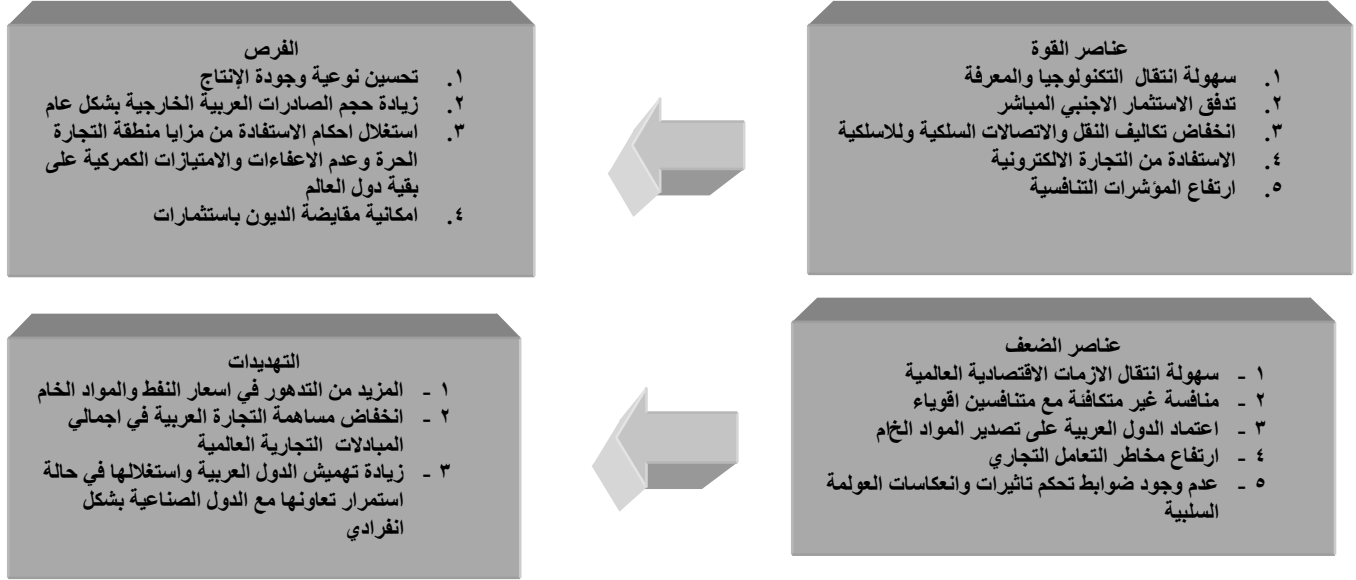 عناصر القوة
١. سهولة انتقال التكنولوجيا والمعرفة
٢. تدفق الاستثمار الاجنبي المباشر
٣. انخفاض تكاليف النقل والاتصالات السلكية وللاسلكية
٤. الاستفادة من التجارة الالكترونية
٥. ارتفاع المؤشرات التنافسية
الفرص
١. تحسين نوعية وجودة الإنتاج
٢. زيادة حجم الصادرات العربية الخارجية بشكل عام
٣. استغلال احكام الاستفادة من مزايا منطقة التجارة
الحرة وعدم الاعفاءات والامتيازات الكمركية على
بقية دول العالم
٤. امكانية مقايضة الديون باستثمارات
عناصر الضعف
١ - سهولة انتقال الازمات الاقتصادية العالمية
٢ - منافسة غير متكافئة مع متنافسين اقوياء
٣ - اعتماد الدول العربية على تصدير المواد الخام
٤ - ارتفاع مخاطر التعامل التجاري
٥ - عدم وجود ضوابط تحكم تاثيرات وانعكاسات العولمة
السلبية
التهديدات
١ - المزيد من التدهور في اسعار النفط والمواد الخام
٢ - انخفاض مساهمة التجارة العربية في اجمالي
المبادلات التجارية العالمية
٣ - زيادة تهميش الدول العربية واستغلالها في حالة
استمرار تعاونها مع الدول الصناعية بشكل
انفرادي